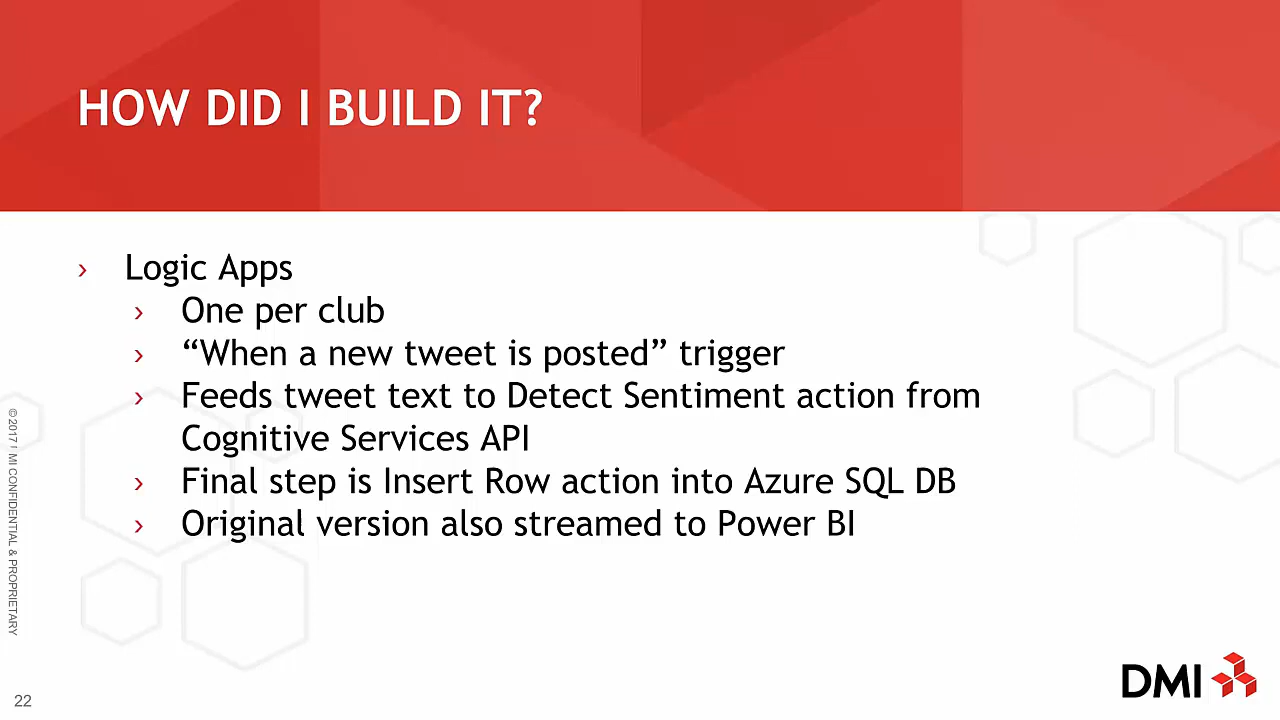 HOW DID I BUILD IT?
› Logic Apps
› One per club
› “When a new tweet is posted” trigger
› Feeds tweet text to Detect Sentiment action from
Cognitive Services API
› Final step is Insert Row action into Azure SQL DB
› Original version also streamed to Power BI
© 2017 MI CONFIDENTIAL & PROPRIETARY
22
DMI